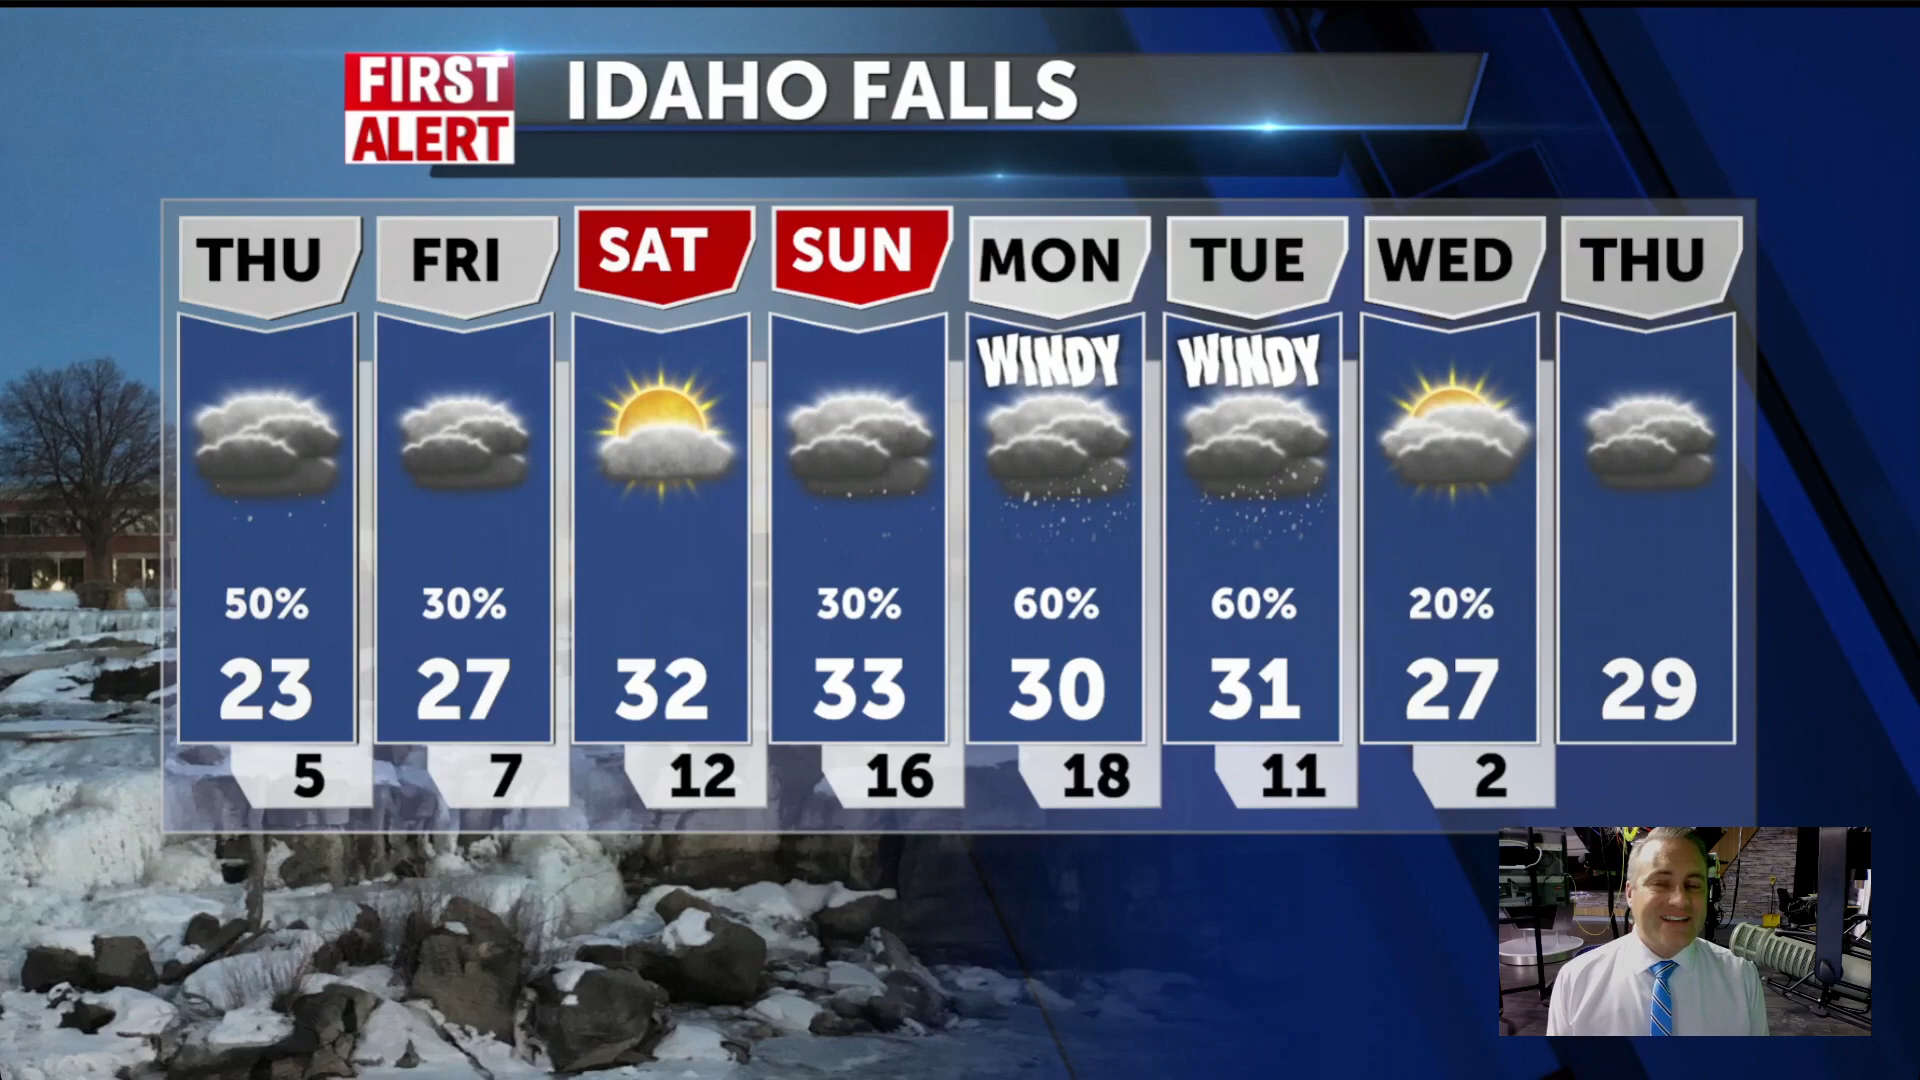 FIRST
ALERT
IDAHO FALLS
THU FRI SAT SUN MON TUE WED THU
WINDY WINDY
50% 30% 30% 60% 60% 20%
23 27 32 33 30 31 27 29
5 7 12 16 18 11 2